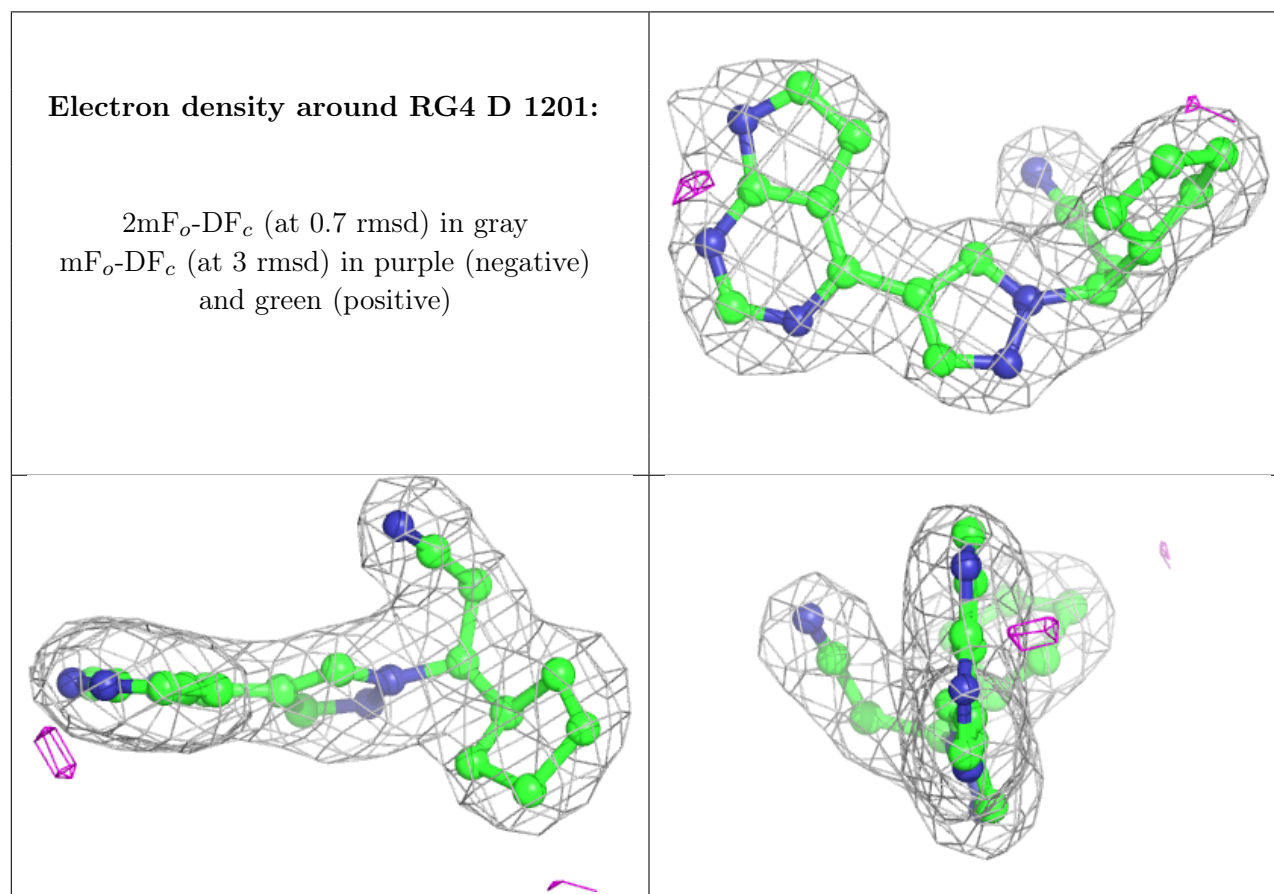 Electron density around RG4 D 1201:
2mFo-DFc (at 0.7 rmsd) in gray
mFo-DFc (at 3 rmsd) in purple (negative)
and green (positive)